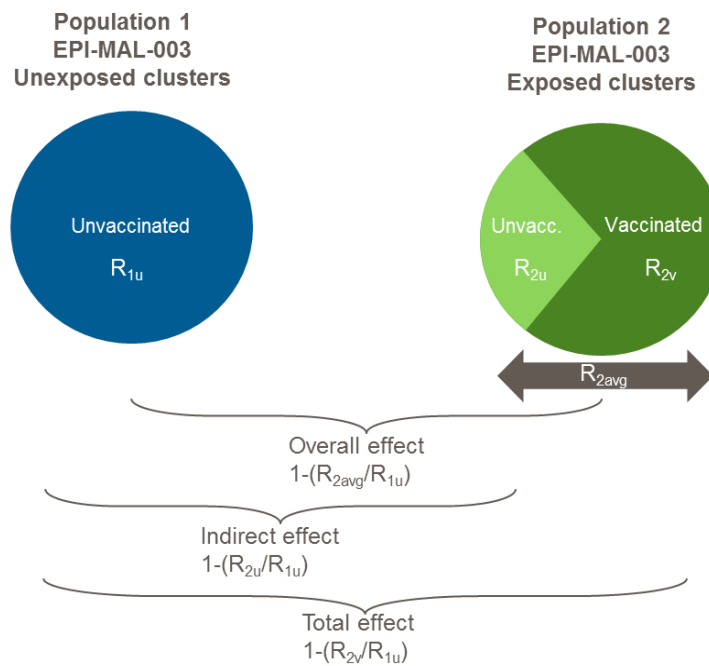 Population 1
EPI-MAL-003
Unexposed clusters
Population 2
EPI-MAL-003
Exposed clusters
Unvaccinated
R1u
Unvacc.
R2u
Vaccinated
R2v
R2avg
Overall effect
1-(R2avg/R1u)
Indirect effect
1-(R2u/R1u)
Total effect
1-(R2v/R1u)